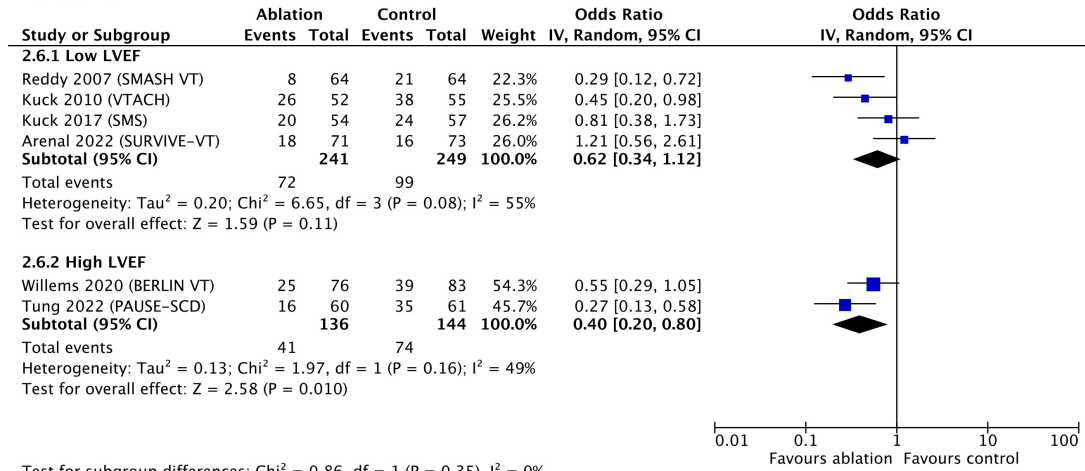 Ablation Control Odds Ratio Odds Ratio
Study or Subgroup Events Total Events Total Weight IV, Random, 95% CI IV, Random, 95% CI
2.6.1 Low LVEF
Reddy 2007 (SMASH VT) 8 64 21 64 22.3% 0.29 [0.12, 0.72]
Kuck 2010 (VTACH) 26 52 38 55 25.5% 0.45 [0.20, 0.98]
Kuck 2017 (SMS) 20 54 24 57 26.2% 0.81 [0.38, 1.73]
Arenal 2022 (SURVIVE-VT) 18 71 16 73 26.0% 1.21 [0.56, 2.61]
Subtotal (95% CI) 241 249 100.0% 0.62 [0.34, 1.12]
Total events 72 99
Heterogeneity: Tau² = 0.20; Chi² = 6.65, df = 3 (P = 0.08); I² = 55%
Test for overall effect: Z = 1.59 (P = 0.11)
2.6.2 High LVEF
Willems 2020 (BERLIN VT) 25 76 39 83 54.3% 0.55 [0.29, 1.05]
Tung 2022 (PAUSE-SCD) 16 60 35 61 45.7% 0.27 [0.13, 0.58]
Subtotal (95% CI) 136 144 100.0% 0.40 [0.20, 0.80]
Total events 41 74
Heterogeneity: Tau² = 0.13; Chi² = 1.97, df = 1 (P = 0.16); I² = 49%
Test for overall effect: Z = 2.58 (P = 0.010)
0.01 0.1 1 10 100
Favours ablation Favours control
Test for subgroup differences: Chi² = 0.86, df = 1 (P = 0.35), I² = 0%